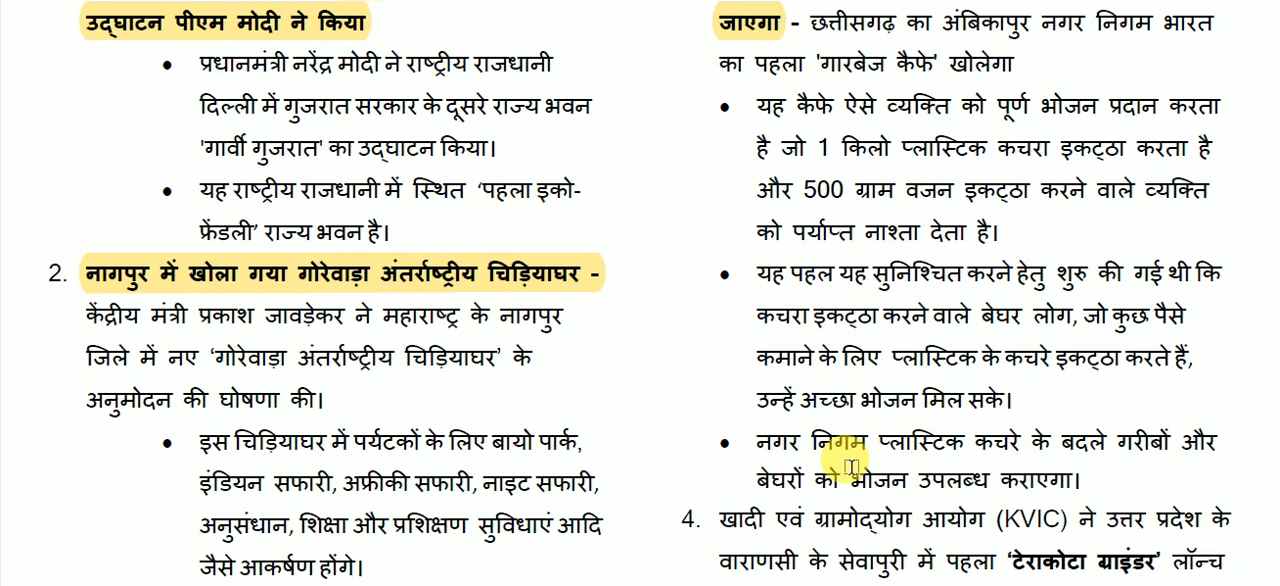 उद्घाटन पीएम मोदी ने किया
• प्रधानमंत्री नरेंद्र मोदी ने राष्ट्रीय राजधानी
दिल्ली में गुजरात सरकार के दूसरे राज्य भवन
'गार्वी गुजरात' का उद्घाटन किया।
• यह राष्ट्रीय राजधानी में स्थित ‘पहला इको-
फ्रेंडली’ राज्य भवन है।
2. नागपुर में खोला गया गोरेवाड़ा अंतर्राष्ट्रीय चिड़ियाघर -
केंद्रीय मंत्री प्रकाश जावड़ेकर ने महाराष्ट्र के नागपुर
जिले में नए ‘गोरेवाड़ा अंतर्राष्ट्रीय चिड़ियाघर’ के
अनुमोदन की घोषणा की।
• इस चिड़ियाघर में पर्यटकों के लिए बायो पार्क,
इंडियन सफारी, अफ्रीकी सफारी, नाइट सफारी,
अनुसंधान, शिक्षा और प्रशिक्षण सुविधाएं आदि
जैसे आकर्षण होंगे।
जाएगा - छत्तीसगढ़ का अंबिकापुर नगर निगम भारत
का पहला 'गारबेज कैफे' खोलेगा
• यह कैफे ऐसे व्यक्ति को पूर्ण भोजन प्रदान करता
है जो 1 किलो प्लास्टिक कचरा इकट्ठा करता है
और 500 ग्राम वजन इकट्ठा करने वाले व्यक्ति
को पर्याप्त नाश्ता देता है।
• यह पहल यह सुनिश्चित करने हेतु शुरु की गई थी कि
कचरा इकट्ठा करने वाले बेघर लोग, जो कुछ पैसे
कमाने के लिए प्लास्टिक के कचरे इकट्ठा करते हैं,
उन्हें अच्छा भोजन मिल सके।
• नगर निगम प्लास्टिक कचरे के बदले गरीबों और
बेघरों को भोजन उपलब्ध कराएगा।
4. खादी एवं ग्रामोद्योग आयोग (KVIC) ने उत्तर प्रदेश के
वाराणसी के सेवापुरी में पहला ‘टेराकोटा ग्राइंडर’ लॉन्च